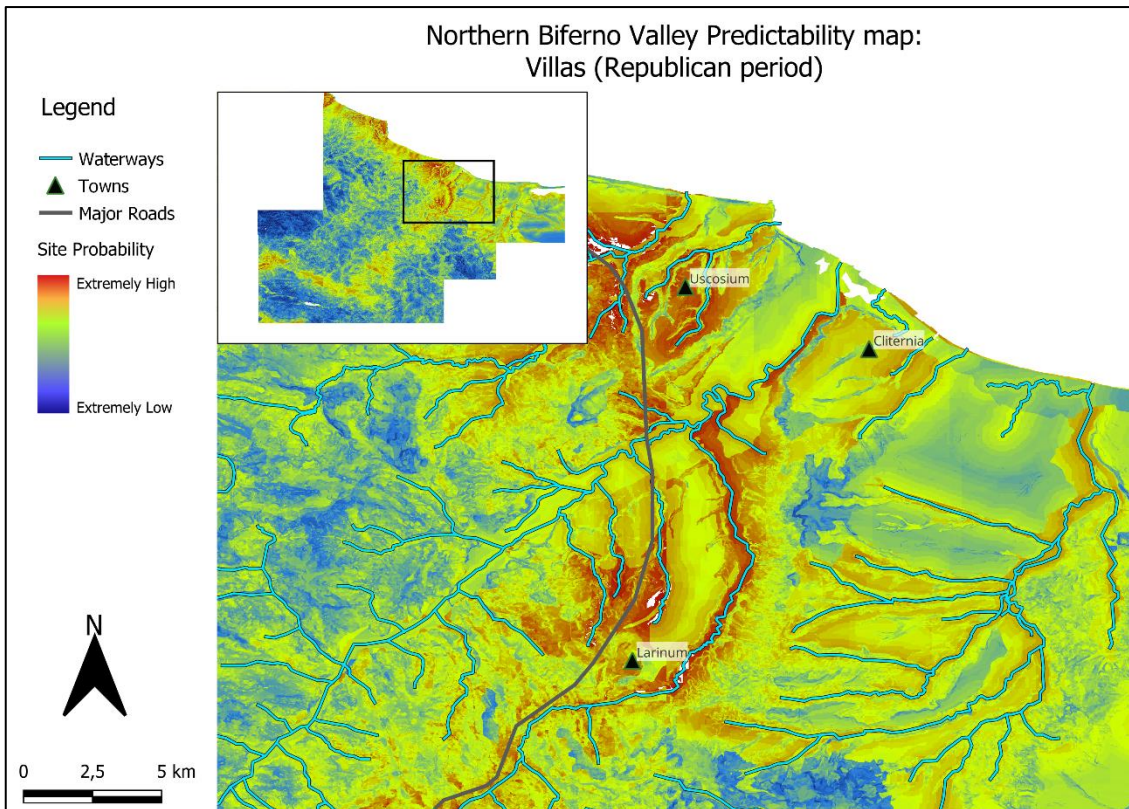 Northern Biferno Valley Predictability map:
Villas (Republican period)
Legend
Waterways
Towns
Major Roads
Site Probability
Extremely High
Extremely Low
Uscosium
Cliternia
Larinum
N
0 2,5 5 km